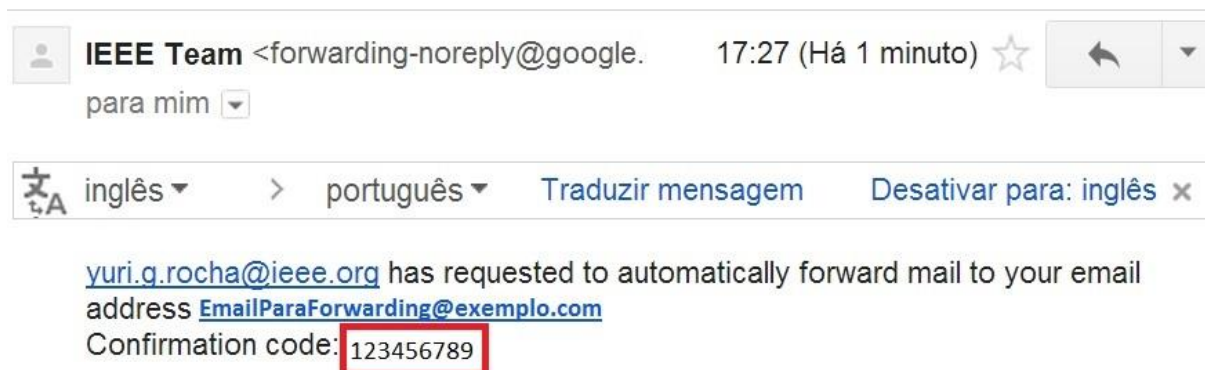 IEEE Team <forwarding-noreply@google. 17:27 (Há 1 minuto)
para mim
inglês > português Traduzir mensagem Desativar para: inglês ×
yuri.g.rocha@ieee.org has requested to automatically forward mail to your email
address EmailParaForwarding@exemplo.com
Confirmation code: 123456789